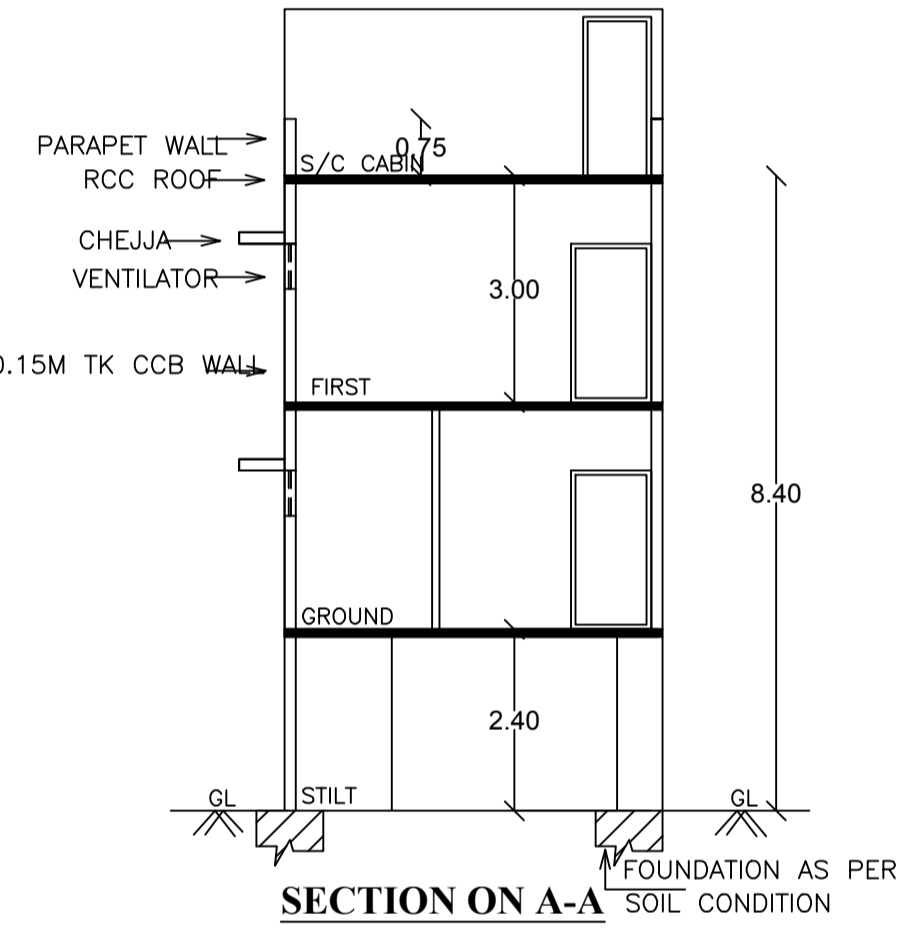 PARAPET WALL
0.75
S/C CABIN
RCC ROOF
CHEJJA
VENTILATOR
3.00
0.15M TK CCB WALL
FIRST
8.40
GROUND
2.40
GL
STILT
GL
FOUNDATION AS PER
SOIL CONDITION
SECTION ON A-A